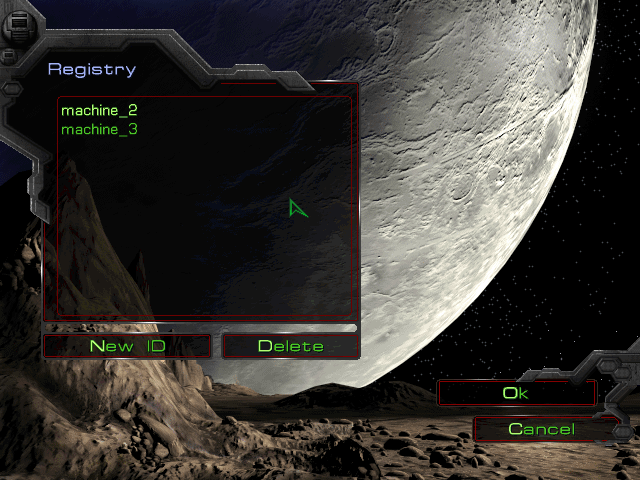 Registry
machine_2
machine_3
New ID
Delete
Ok
Cancel